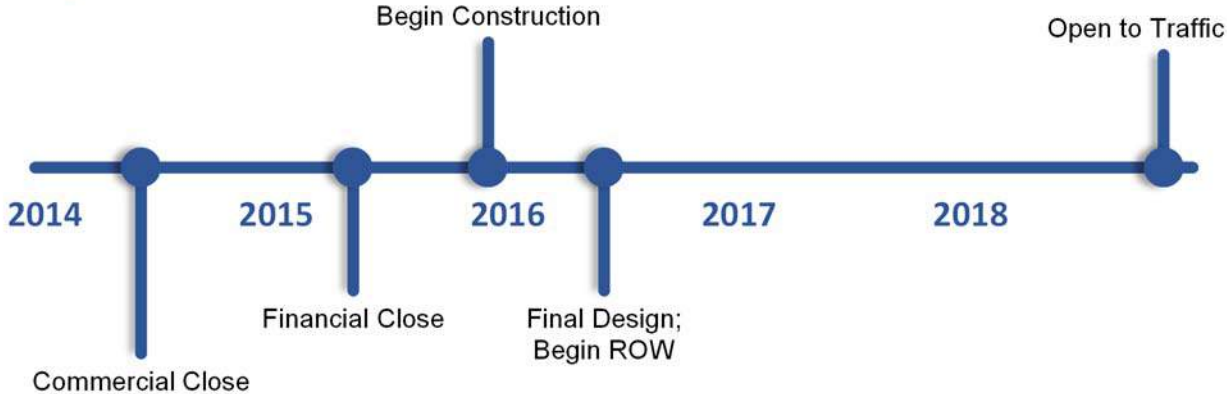 Begin Construction
Open to Traffic
2014
2015
2016
2017
2018
Financial Close
Final Design;
Begin ROW
Commercial Close